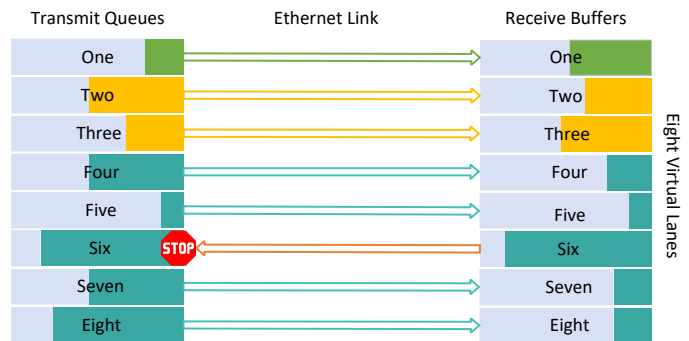 Transmit Queues
Ethernet Link
Receive Buffers
One
One
Two
Two
Three
Three
Four
Four
Five
Five
Six
STOP
Six
Seven
Seven
Eight
Eight
Eight Virtual Lanes